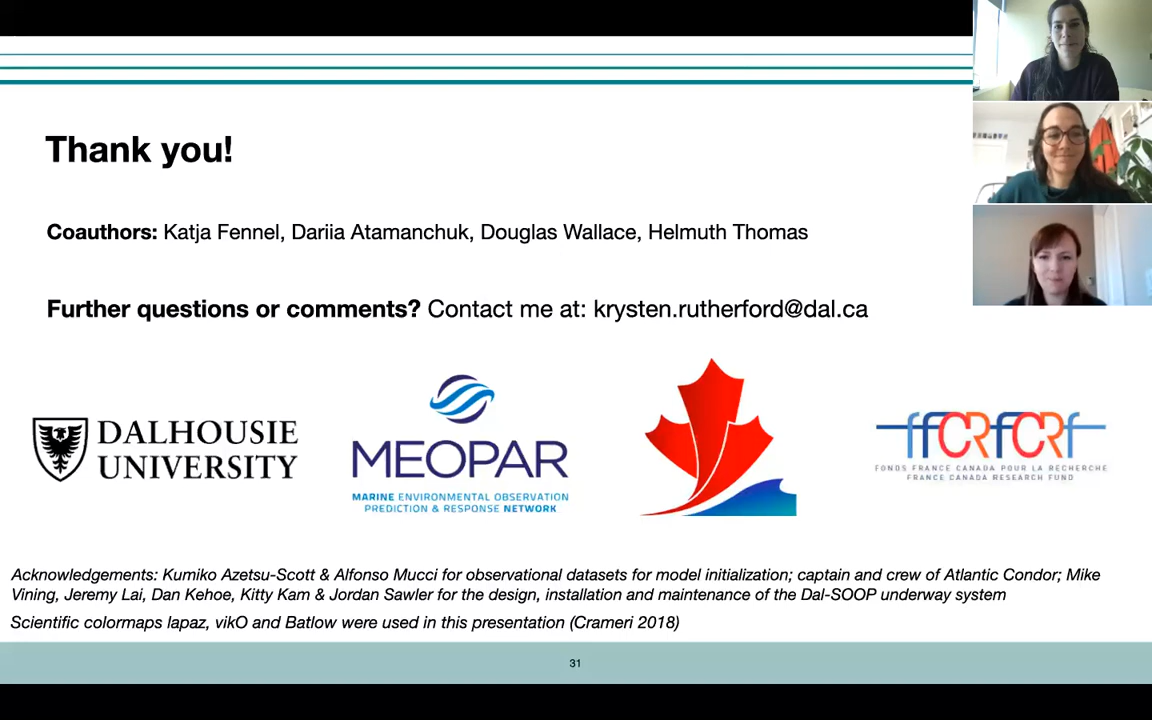 Thank you!
Coauthors: Katja Fennel, Dariia Atamanchuk, Douglas Wallace, Helmuth Thomas
Further questions or comments? Contact me at: krysten.rutherford@dal.ca
DALHOUSIE
UNIVERSITY
MEOPAR
MARINE ENVIRONMENTAL OBSERVATION
PREDICTION & RESPONSE NETWORK
ffCRfCRf
FONDS FRANCE CANADA POUR LA RECHERCHE
FRANCE CANADA RESEARCH FUND
Acknowledgements: Kumiko Azetsu-Scott & Alfonso Mucci for observational datasets for model initialization; captain and crew of Atlantic Condor; Mike
Vining, Jeremy Lai, Dan Kehoe, Kitty Kam & Jordan Sawler for the design, installation and maintenance of the Dal-SOOP underway system
Scientific colormaps lapaz, vikO and Batlow were used in this presentation (Crameri 2018)
31